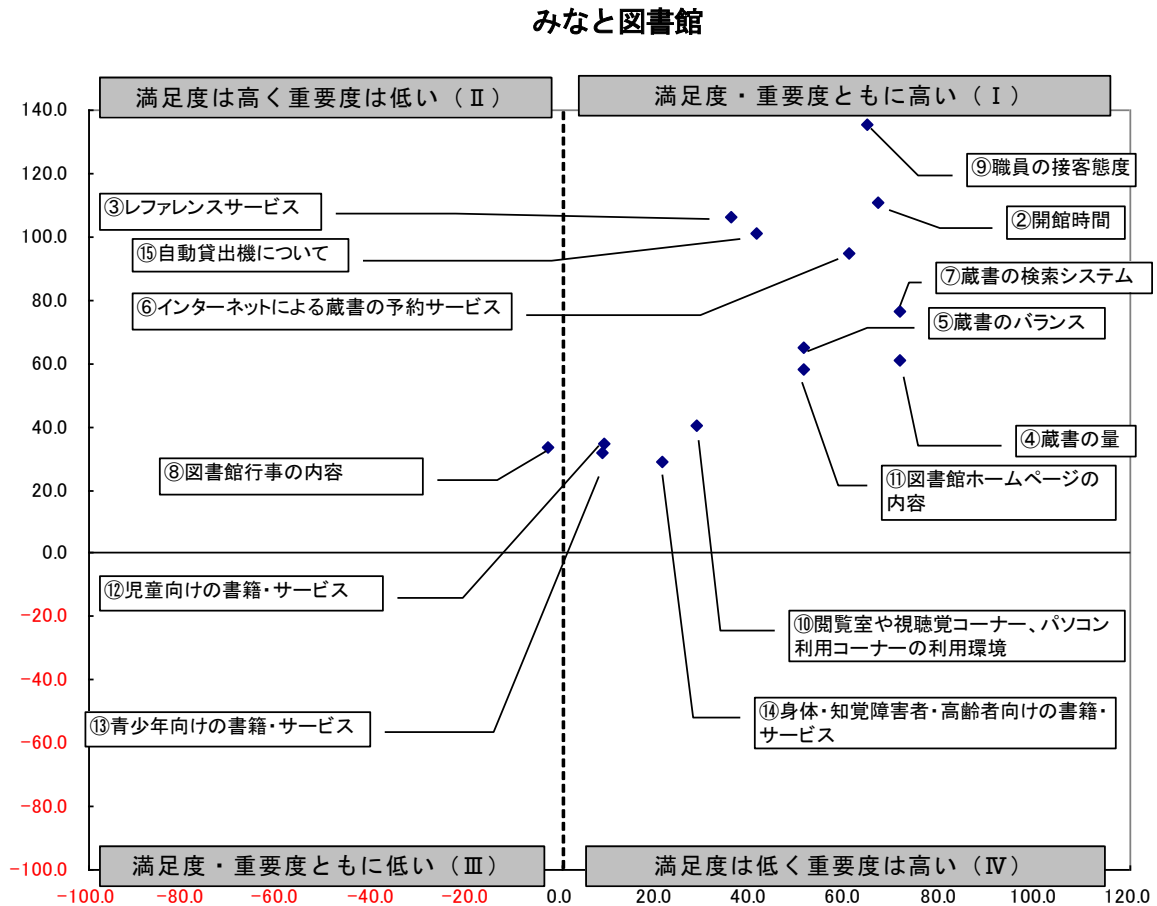 みなと図書館
満足度は高く重要度は低い（Ⅱ）
満足度・重要度ともに高い（Ⅰ）
140.0
120.0
100.0
80.0
60.0
40.0
20.0
0.0
-20.0
-40.0
-60.0
-80.0
-100.0
⑨職員の接客態度
③レファレンスサービス
②開館時間
⑮自動貸出機について
⑦蔵書の検索システム
⑥インターネットによる蔵書の予約サービス
⑤蔵書のバランス
④蔵書の量
⑧図書館行事の内容
⑪図書館ホームページの
内容
⑫児童向けの書籍・サービス
⑩閲覧室や視聴覚コーナー、パソコン
利用コーナーの利用環境
⑬青少年向けの書籍・サービス
⑭身体・知覚障害者・高齢者向けの書籍・
サービス
満足度・重要度ともに低い（Ⅲ）
満足度は低く重要度は高い（Ⅳ）
-100.0 -80.0 -60.0 -40.0 -20.0 0.0 20.0 40.0 60.0 80.0 100.0 120.0